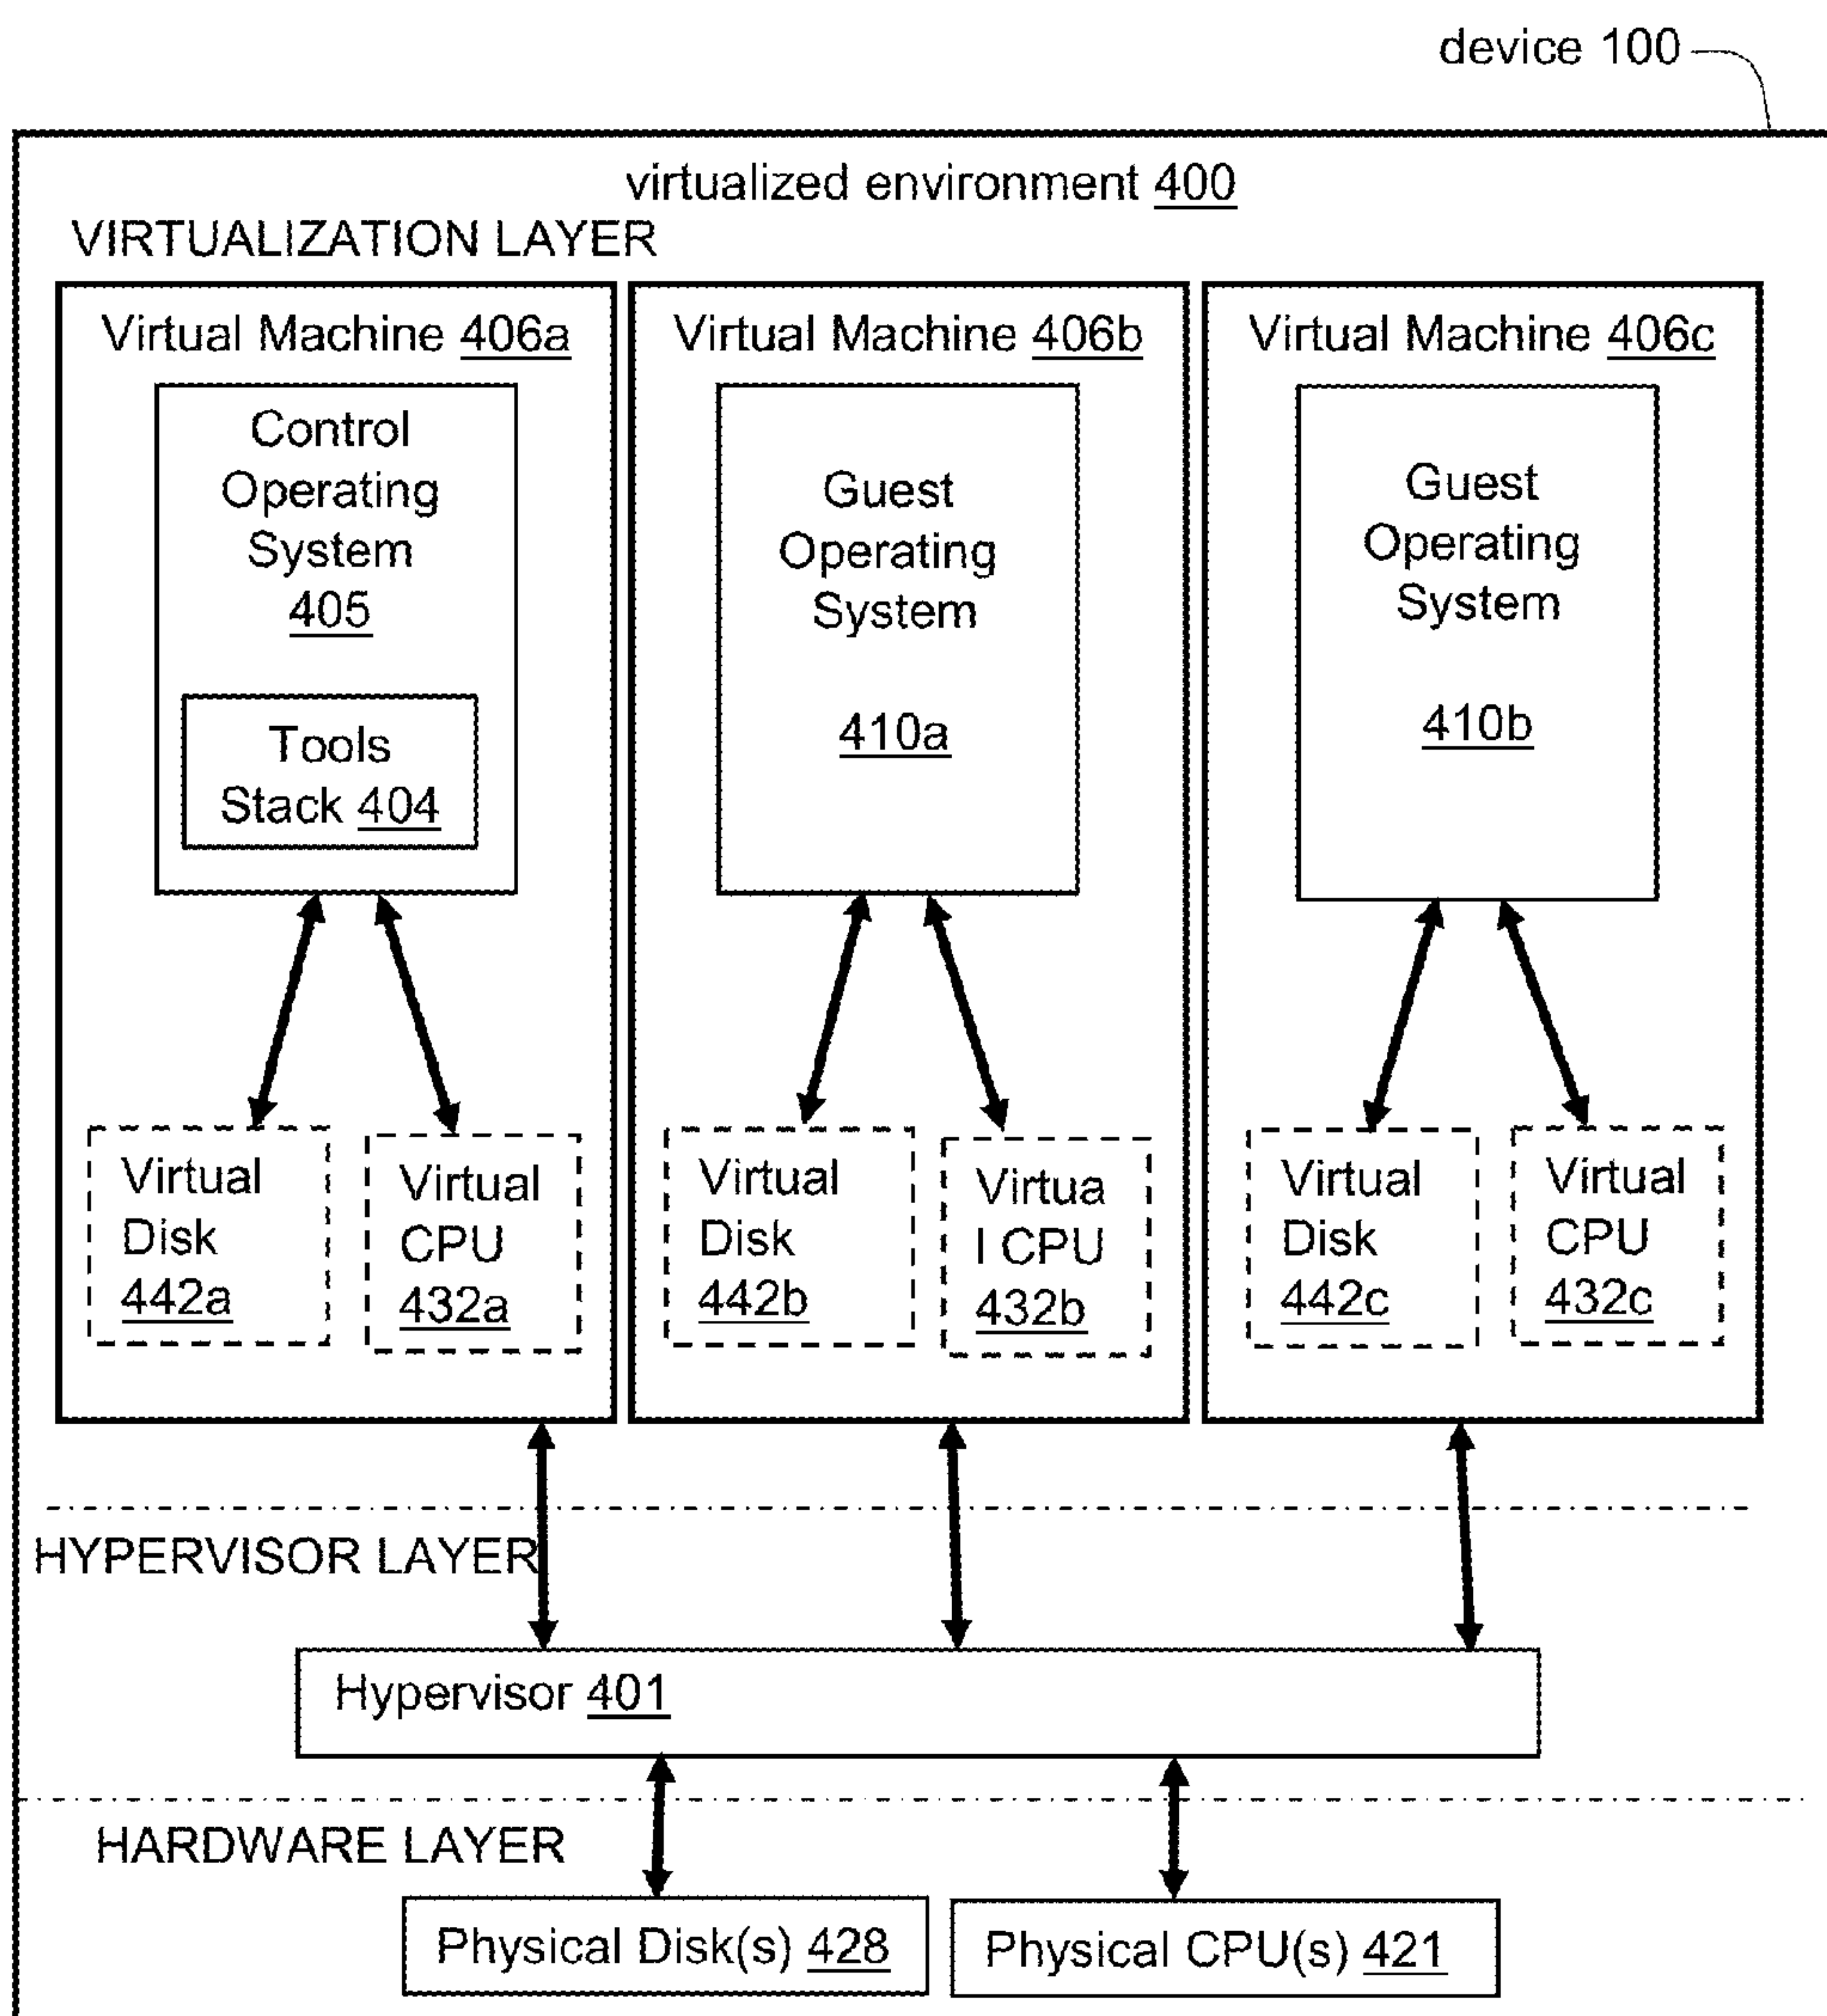 device 100
virtualized environment 400
VIRTUALIZATION LAYER
Virtual Machine 406a
Control
Operating
System
405
Tools
Stack 404
Virtual
Disk
442a
Virtual
CPU
432a
Virtual Machine 406b
Guest
Operating
System
410a
Virtual
Disk
442b
Virtua
l CPU
432b
Virtual Machine 406c
Guest
Operating
System
410b
Virtual
Disk
442c
Virtual
CPU
432c
HYPERVISOR LAYER
Hypervisor 401
HARDWARE LAYER
Physical Disk(s) 428
Physical CPU(s) 421